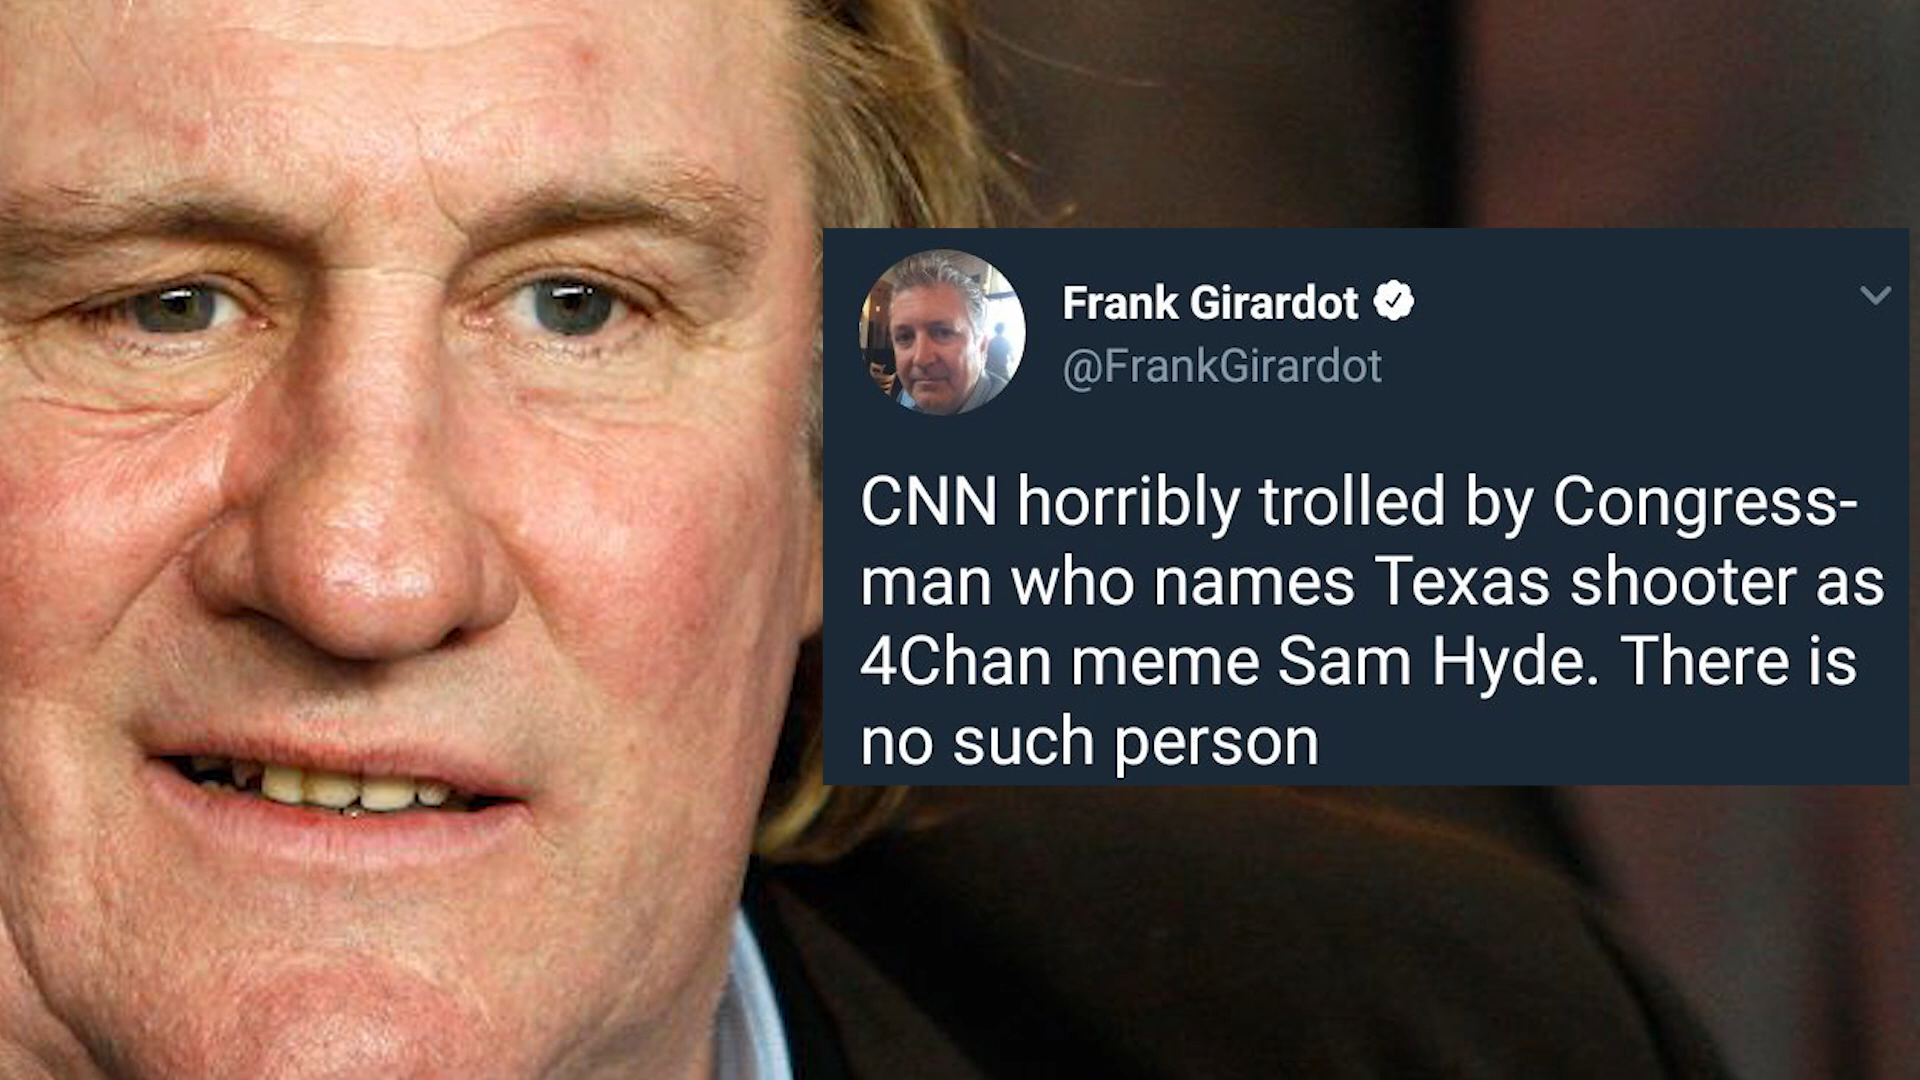 Frank Girardot
@FrankGirardot
CNN horribly trolled by Congress-
man who names Texas shooter as
4Chan meme Sam Hyde. There is
no such person